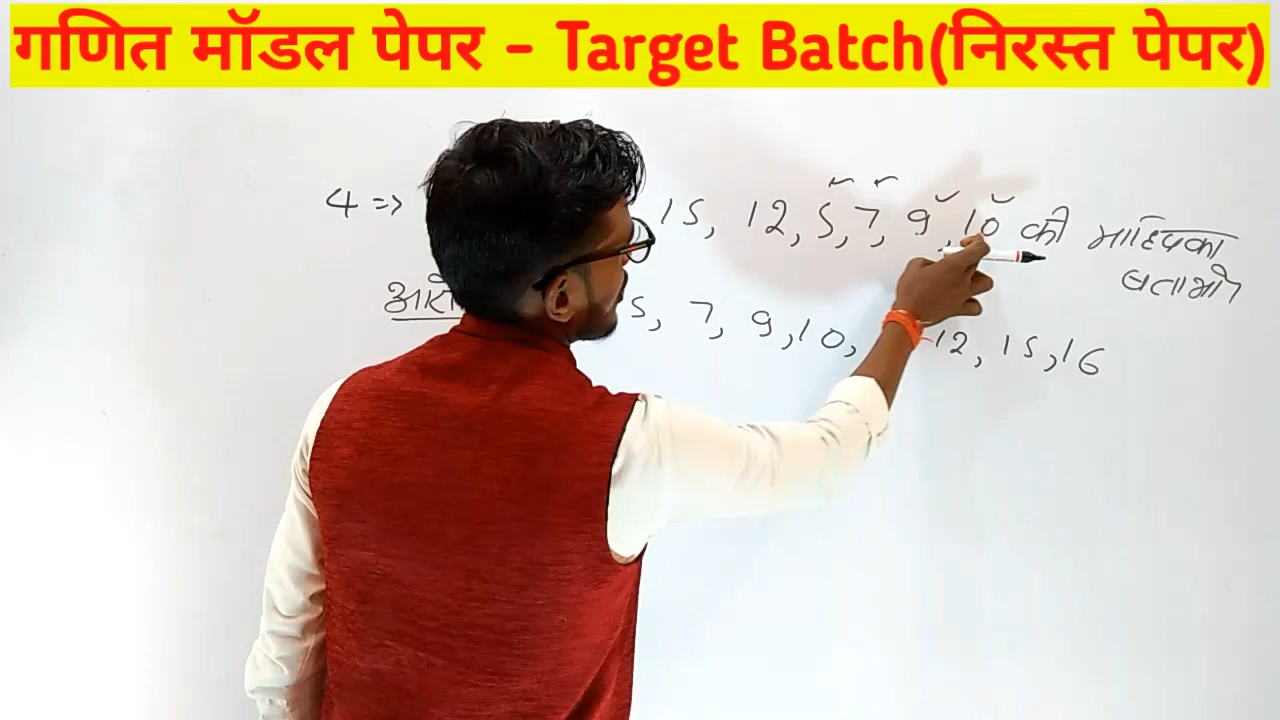 गणित मॉडल पेपर - Target Batch(निरस्त पेपर)
4 => 15, 12, 5, 7, 9, 10 की माध्यिका
बताओ।
5, 7, 9, 10, 12, 15, 16